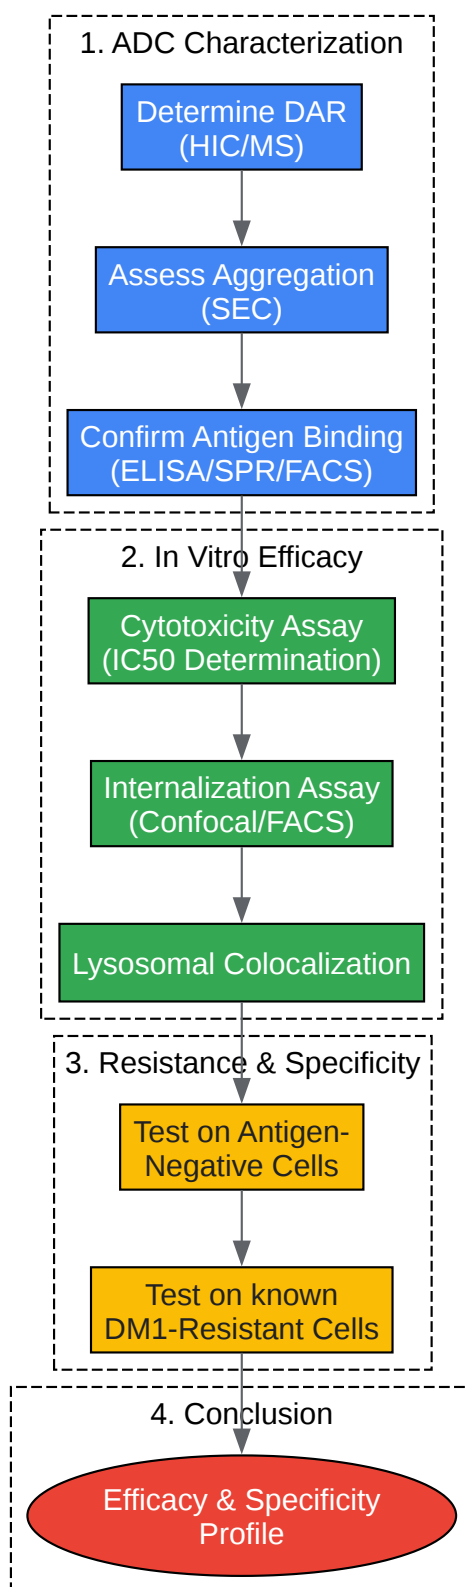 1. ADC Characterization
Determine DAR
(HIC/MS)
Assess Aggregation
(SEC)
Confirm Antigen Binding
(ELISA/SPR/FACS)
2. In Vitro Efficacy
Cytotoxicity Assay
(IC50 Determination)
Internalization Assay
(Confocal/FACS)
Lysosomal Colocalization
3. Resistance & Specificity
Test on Antigen-
Negative Cells
Test on known
DM1-Resistant Cells
4. Conclusion
Efficacy & Specificity
Profile